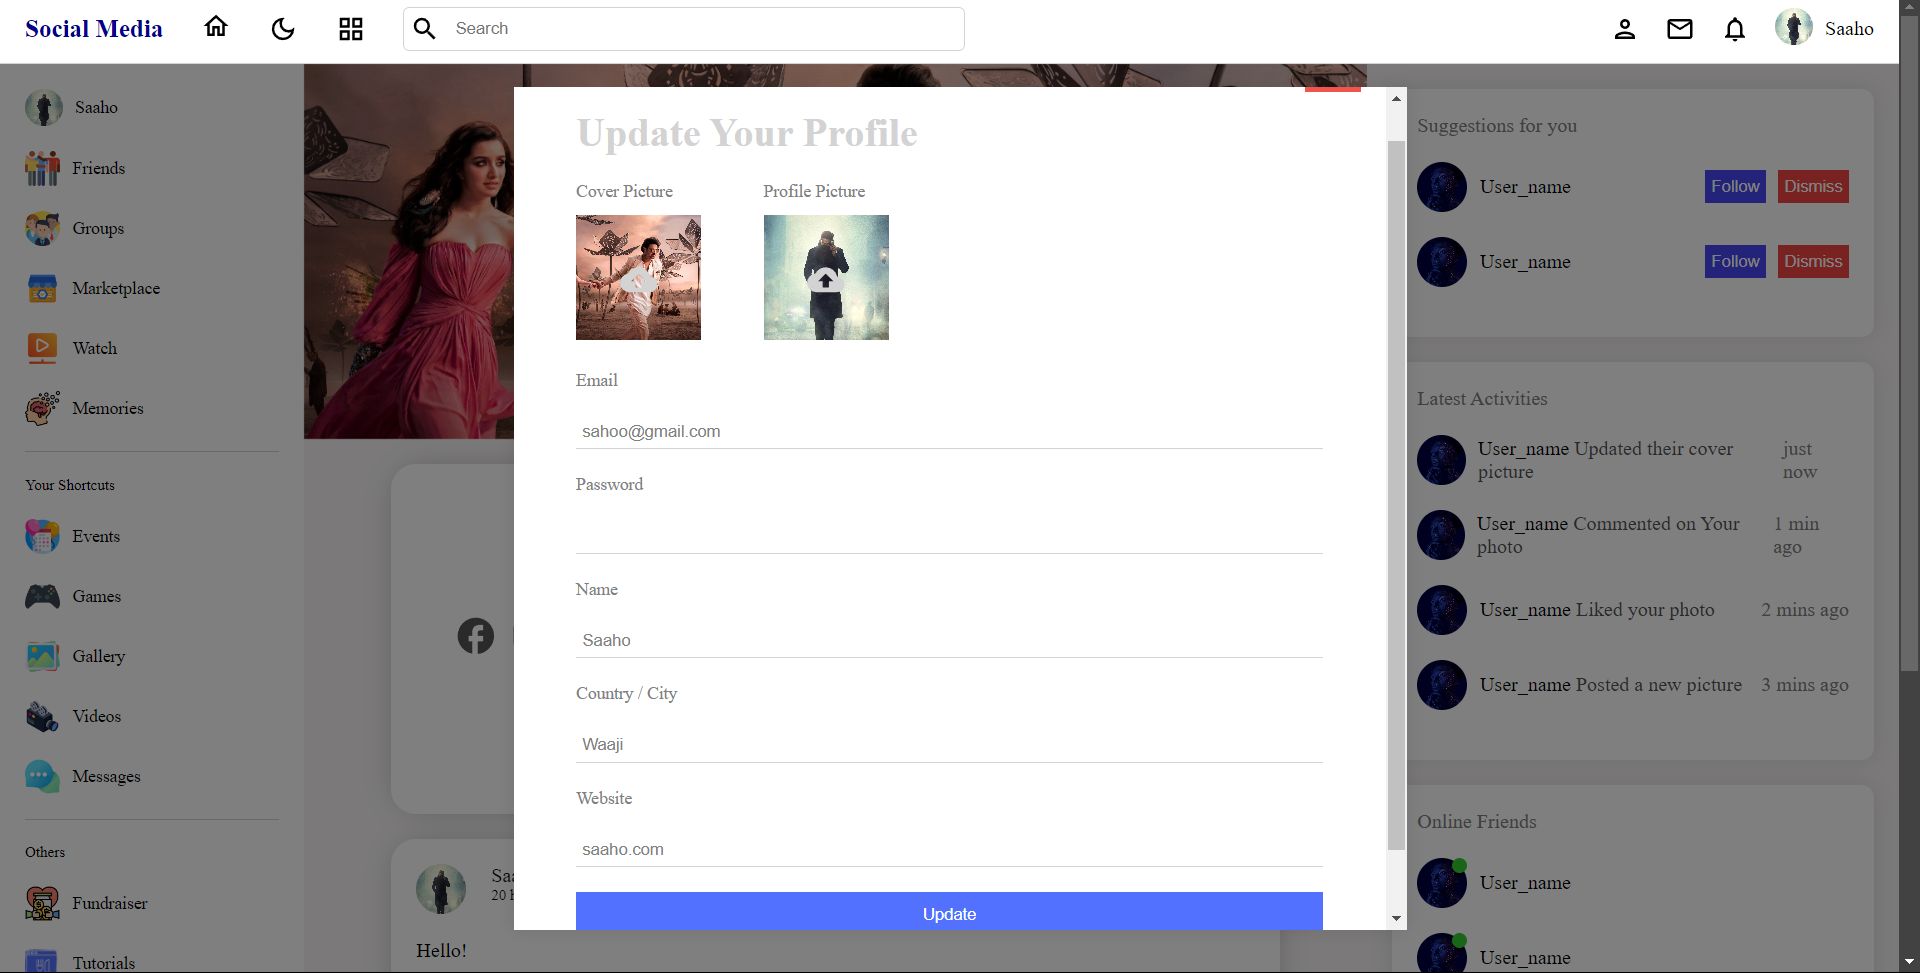 Social Media
Search
Saaho
Saaho
Friends
Groups
Marketplace
Watch
Memories
Your Shortcuts
Events
Games
Gallery
Videos
Messages
Others
Fundraiser
Tutorials
Update Your Profile
Cover Picture Profile Picture
Email
sahoo@gmail.com
Password
Name
Saaho
Country / City
Waaji
Website
saaho.com
Update
Saa
20 h
Hello!
Suggestions for you
User_name Follow Dismiss
User_name Follow Dismiss
Latest Activities
User_name Updated their cover picture just now
User_name Commented on Your photo 1 min ago
User_name Liked your photo 2 mins ago
User_name Posted a new picture 3 mins ago
Online Friends
User_name
User_name